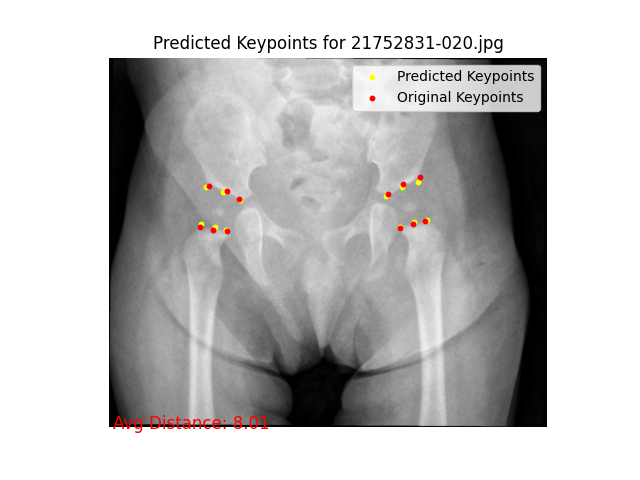 Predicted Keypoints for 21752831-020.jpg
Predicted Keypoints
Original Keypoints
Avg Distance: 8.01